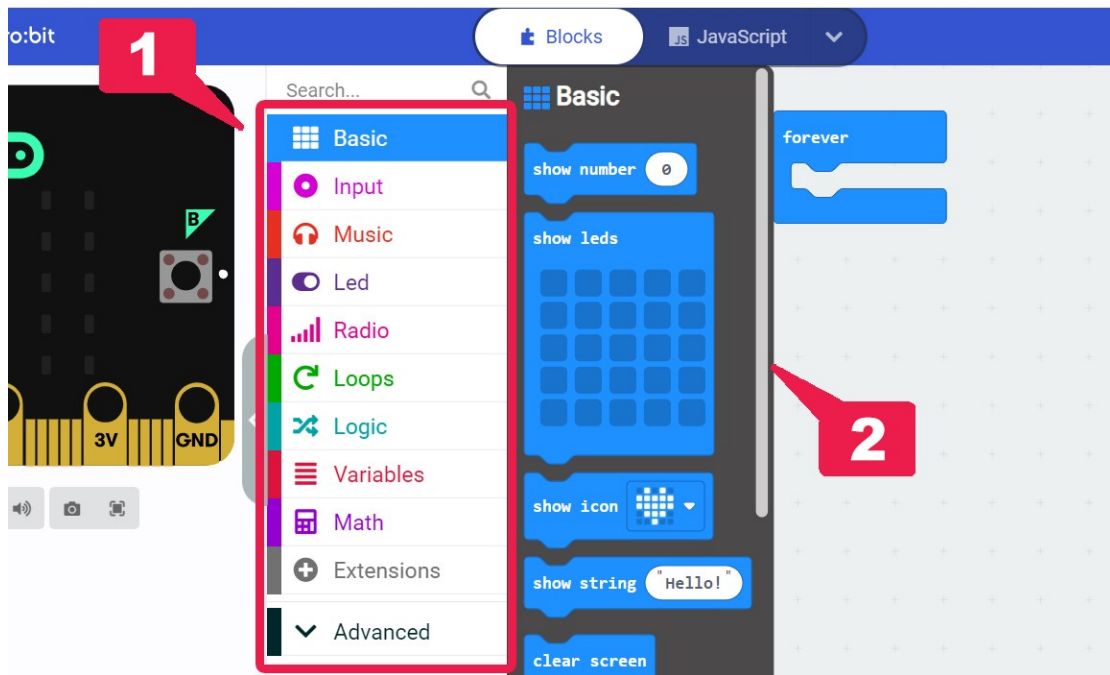 ro:bit
Blocks
JS JavaScript
1
Search...
Basic
Input
Music
Led
Radio
Loops
Logic
Variables
Math
Extensions
Advanced
B
3V GND
Basic
show number 0
show leds
show icon
show string "Hello!"
clear screen
forever
2